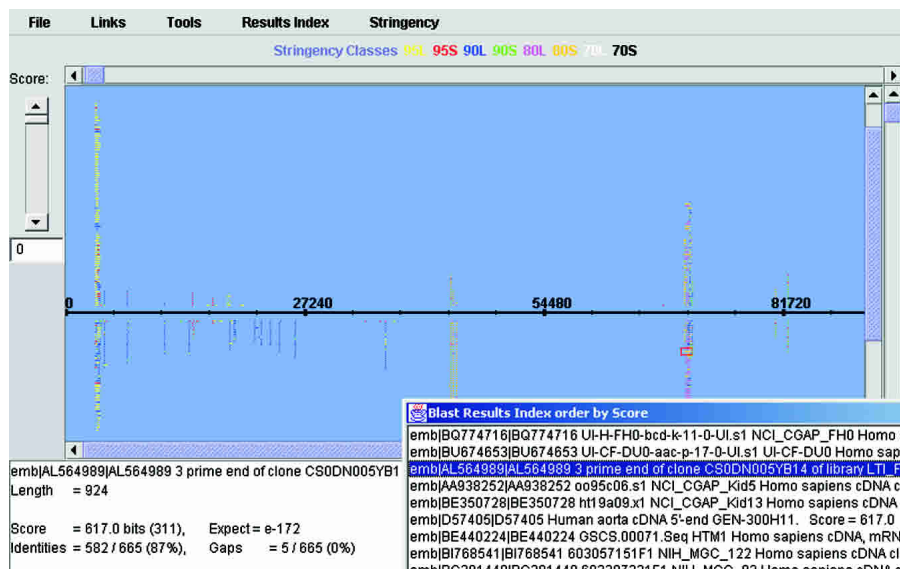 File Links Tools Results Index Stringency
Stringency Classes 95L 95S 90L 90S 80L 80S 70L 70S
Score:
0
0 27240 54480 81720
Blast Results Index order by Score
emb|BQ774716|BQ774716 UI-H-FH0-bcd-k-11-0-UI.s1 NCI_CGAP_FH0 Homo
emb|BU674653|BU674653 UI-CF-DU0-aac-p-17-0-UI.s1 UI-CF-DU0 Homo sap
emb|AL564989|AL564989 3 prime end of clone CS0DN005YB14 of library LTI_F
emb|AA938252|AA938252 oo95c06.s1 NCI_CGAP_Kid5 Homo sapiens cDNA c
emb|BE350728|BE350728 ht19a09.x1 NCI_CGAP_Kid13 Homo sapiens cDNA
emb|D57405|D57405 Human aorta cDNA 5'-end GEN-300H11. Score = 617.0
emb|BE440224|BE440224 GSCS.00071.Seq HTM1 Homo sapiens cDNA, mRN
emb|BI768541|BI768541 603057151F1 NIH_MGC_122 Homo sapiens cDNA cl
emb|AL564989|AL564989 3 prime end of clone CS0DN005YB1
Length = 924
Score = 617.0 bits (311), Expect = e-172
Identities = 582 / 665 (87%), Gaps = 5 / 665 (0%)